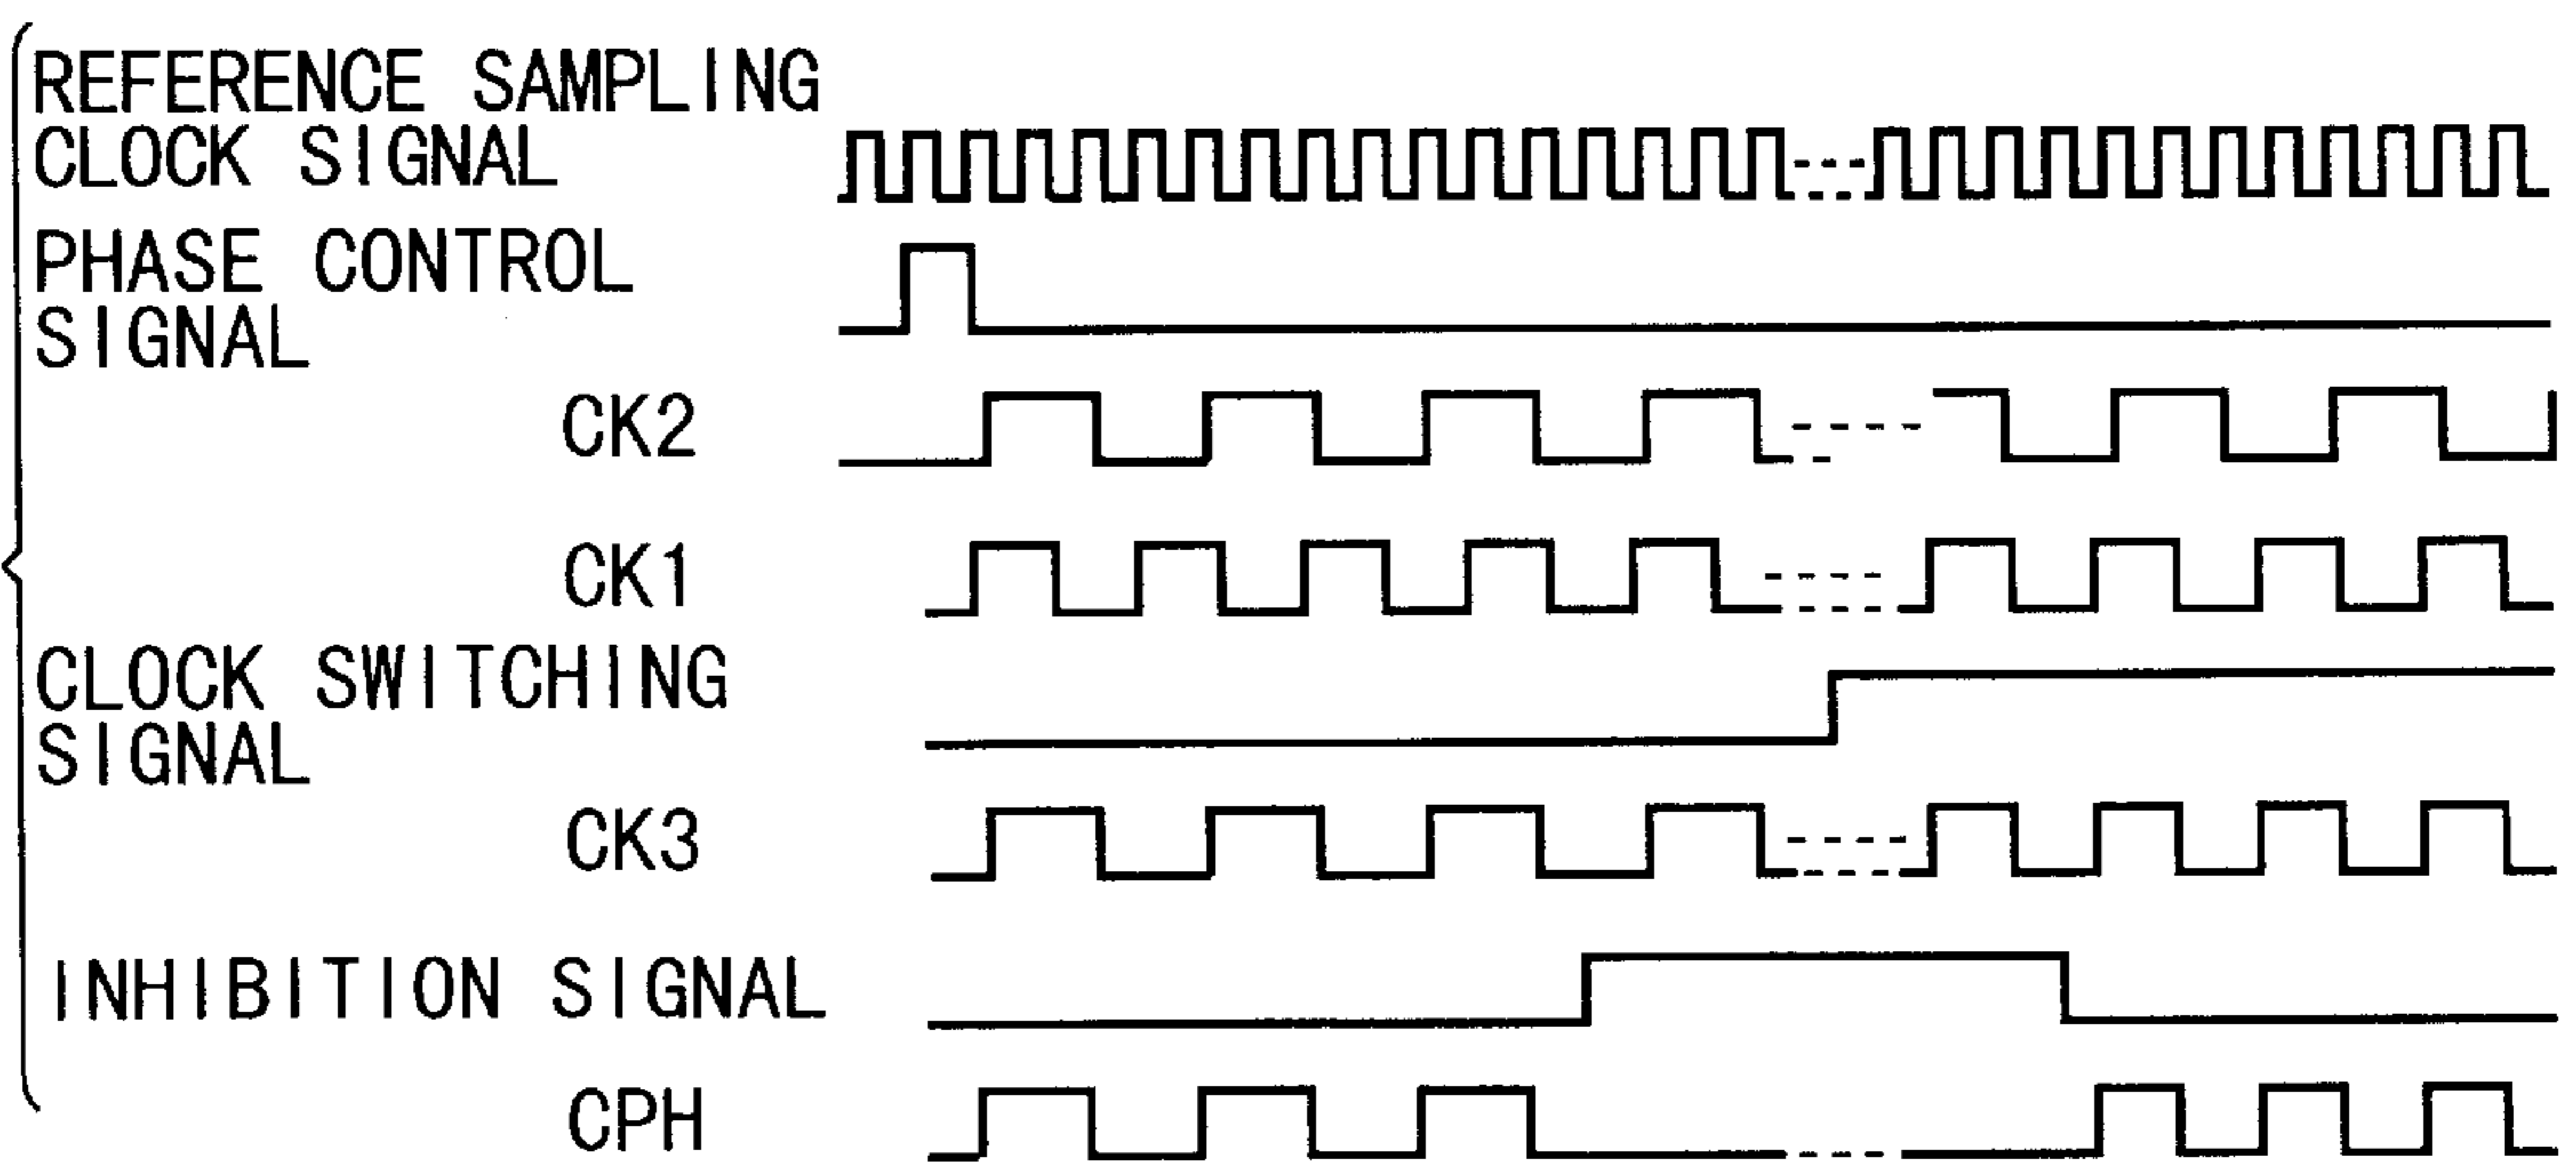 REFERENCE SAMPLING
CLOCK SIGNAL
PHASE CONTROL
SIGNAL
CK2
CK1
CLOCK SWITCHING
SIGNAL
CK3
INHIBITION SIGNAL
CPH